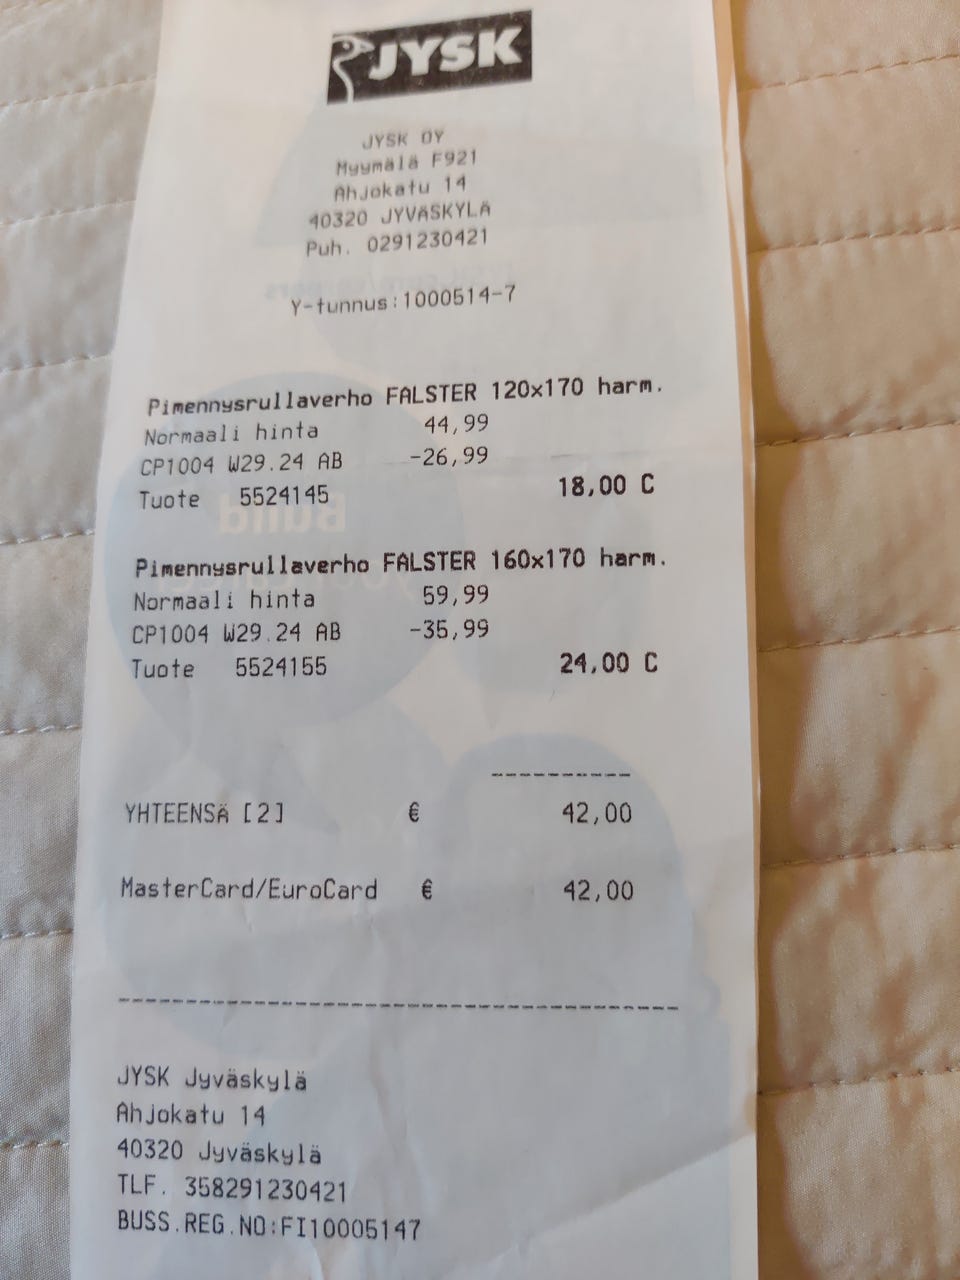 JYSK
JYSK OY
Myymälä F921
Ahjokatu 14
40320 JYVÄSKYLÄ
Puh. 0291230421
Y-tunnus:1000514-7
Pimennysrullaverho FALSTER 120x170 harm.
Normaali hinta 44,99
CP1004 W29.24 AB -26,99
Tuote 5524145 18,00 C
Pimennysrullaverho FALSTER 160x170 harm.
Normaali hinta 59,99
CP1004 W29.24 AB -35,99
Tuote 5524155 24,00 C
YHTEENSÄ [2] € 42,00
MasterCard/EuroCard € 42,00
JYSK Jyväskylä
Ahjokatu 14
40320 Jyväskylä
TLF. 358291230421
BUSS.REG.NO:FI10005147